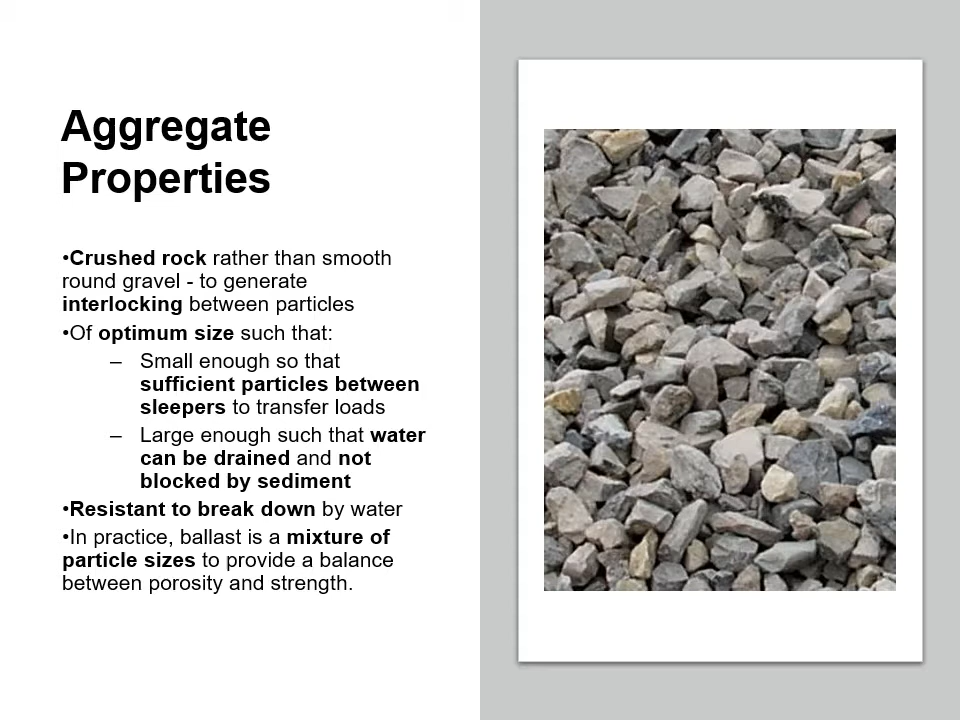 Aggregate
Properties
•Crushed rock rather than smooth
round gravel - to generate
interlocking between particles
•Of optimum size such that:
– Small enough so that
sufficient particles between
sleepers to transfer loads
– Large enough such that water
can be drained and not
blocked by sediment
•Resistant to break down by water
•In practice, ballast is a mixture of
particle sizes to provide a balance
between porosity and strength.